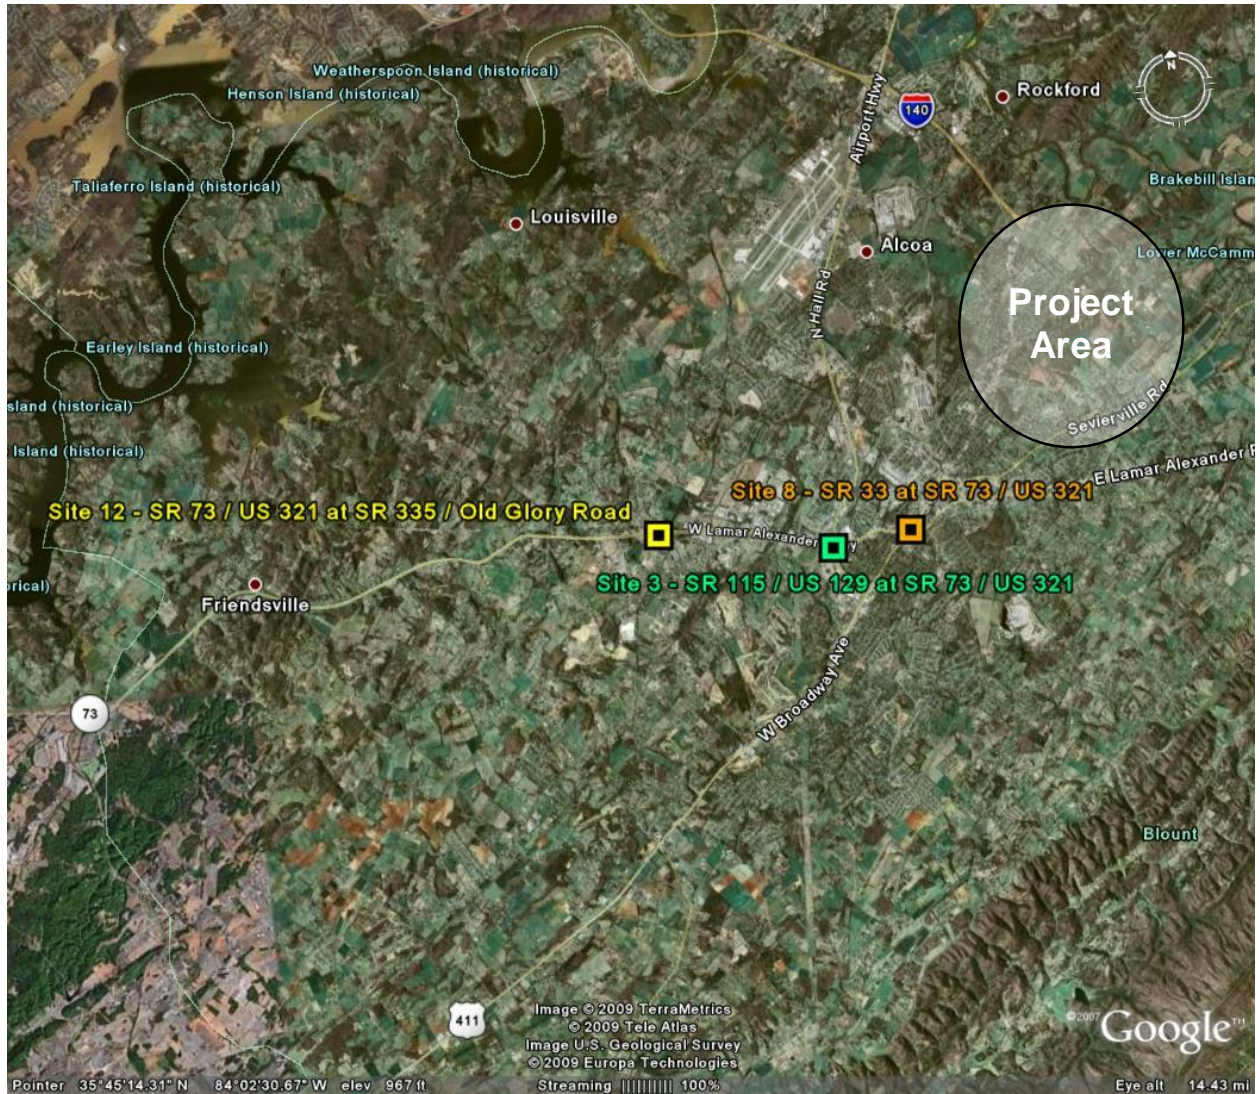 Weatherspoon Island (historical)
Henson Island (historical)
N
Rockford
140
Airport Hwy
Taliaferro Island (historical)
Brakebill Islan
Louisville
Alcoa
Lower McCamm
N Hall Rd
Project
Area
Earley Island (historical)
sland (historical)
Sevierville Rd
Island (historical)
E Lamar Alexander P
Site 8 - SR 33 at SR 73 / US 321
Site 12 - SR 73 / US 321 at SR 335 / Old Glory Road
W Lamar Alexander
Site 3 - SR 115 / US 129 at SR 73 / US 321
orical)
Friendsville
W Broadway Ave
73
Blount
Image © 2009 TerraMetrics
© 2009 Tele Atlas
Image U.S. Geological Survey
© 2009 Europa Technologies
411
©2007 Google™
Pointer 35°45'14.31" N 84°02'30.67" W elev 967 ft Streaming |||||||||| 100% Eye alt 14.43 mi